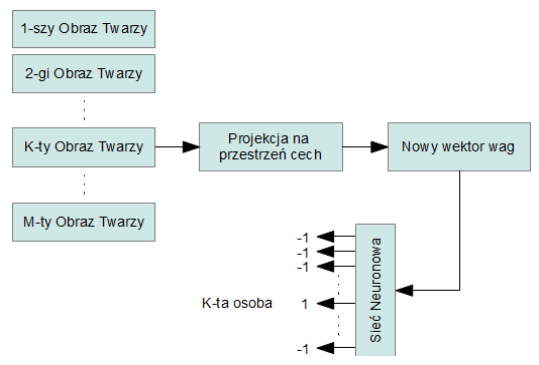 1-szy Obraz Twarzy
2-gi Obraz Twarzy
K-ty Obraz Twarzy
M-ty Obraz Twarzy
Projekcja na
przestrzeń cech
Nowy wektor wag
Sieć Neuronowa
-1
-1
-1
K-ta osoba 1
-1